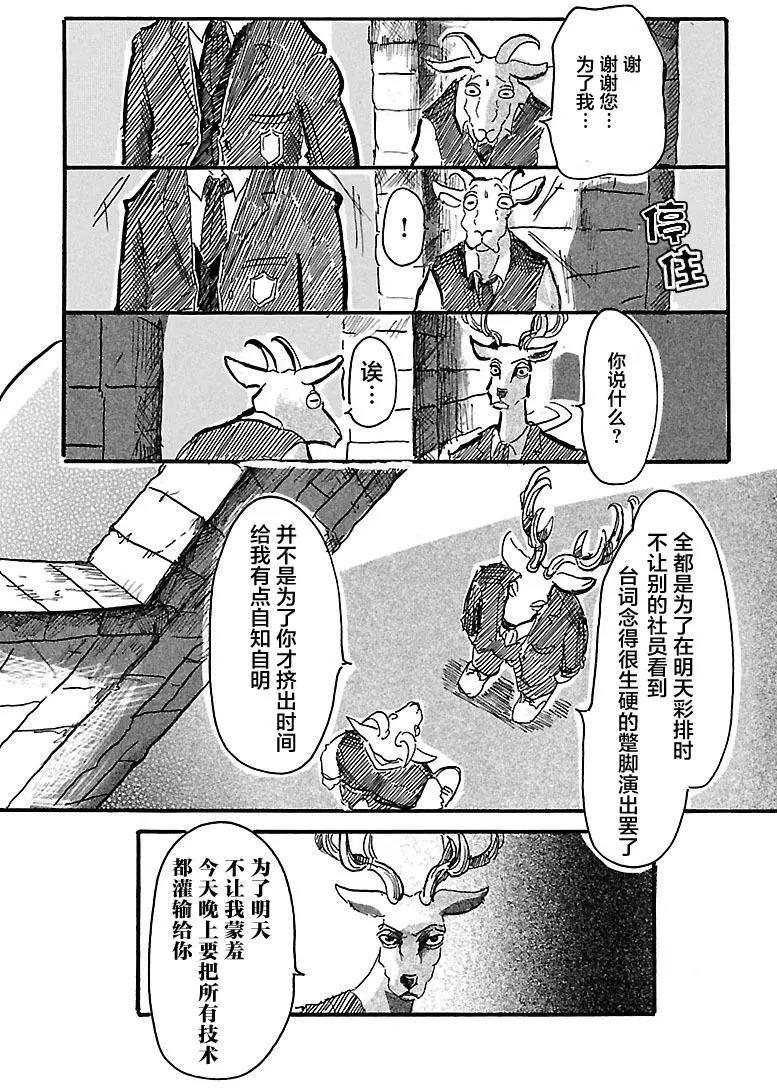 谢
谢谢您…
为了我…
！
停住
你说什么？
诶…
全都是为了在明天彩排时
不让别的社员看到
台词念得很生硬的蹩脚演出罢了
并不是为了你才挤出时间
给我有点自知自明
为了明天
不让我蒙羞
今天晚上要把所有技术
都灌输给你